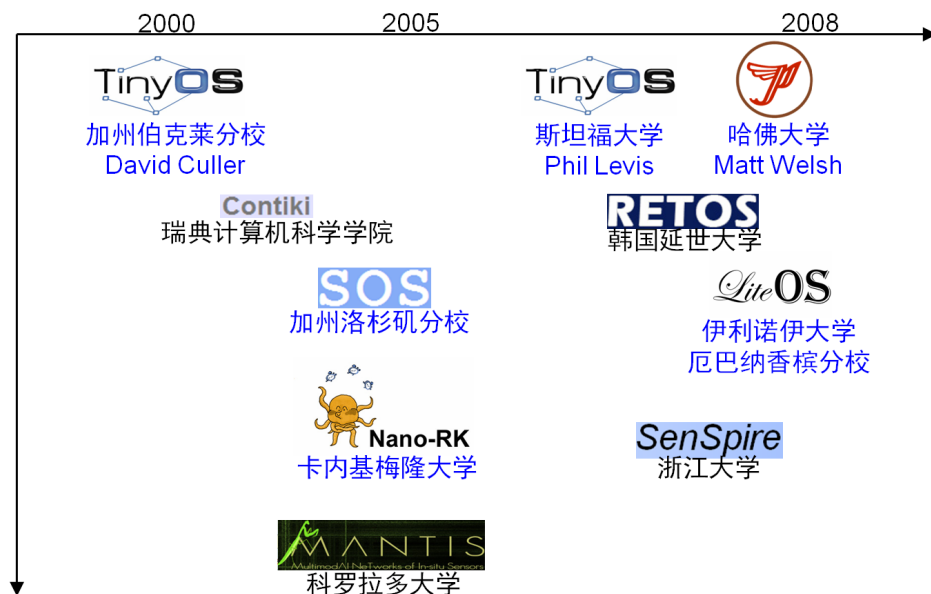 2000
2005
2008
TinyOS
加州伯克莱分校
David Culler
TinyOS
斯坦福大学
Phil Levis
哈佛大学
Matt Welsh
Contiki
瑞典计算机科学学院
RETOS
韩国延世大学
SOS
加州洛杉矶分校
LiteOS
伊利诺伊大学
厄巴纳香槟分校
Nano-RK
卡内基梅隆大学
SenSpire
浙江大学
MANTIS
MultimodAl NeTworks of In-situ Sensors
科罗拉多大学